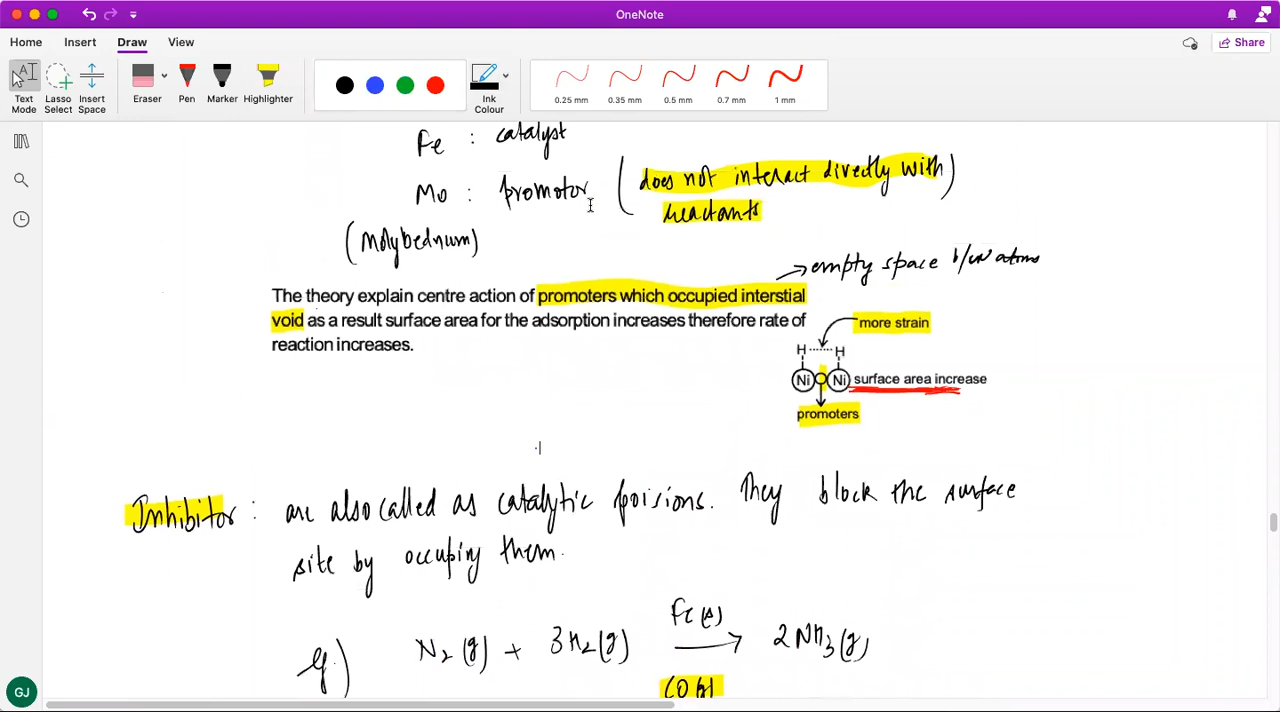 OneNote
Home Insert Draw View
Share
Text Mode
Lasso Select
Insert Space
Eraser
Pen
Marker
Highlighter
Ink Colour
0.25 mm 0.35 mm 0.5 mm 0.7 mm 1 mm
Fe : catalyst
Mo : promotor (does not interact directly with)
reactants
(Molybednum)
→ empty space b/w atoms
The theory explain centre action of promoters which occupied interstial
void as a result surface area for the adsorption increases therefore rate of
reaction increases.
more strain
H H
Ni Ni surface area increase
promoters
Inhibitor : are also called as catalytic poisions. They block the surface
site by occupying them.
Fe(s)
eg) N2(g) + 3H2(g) → 2NH3(g)
CO(g)
GJ